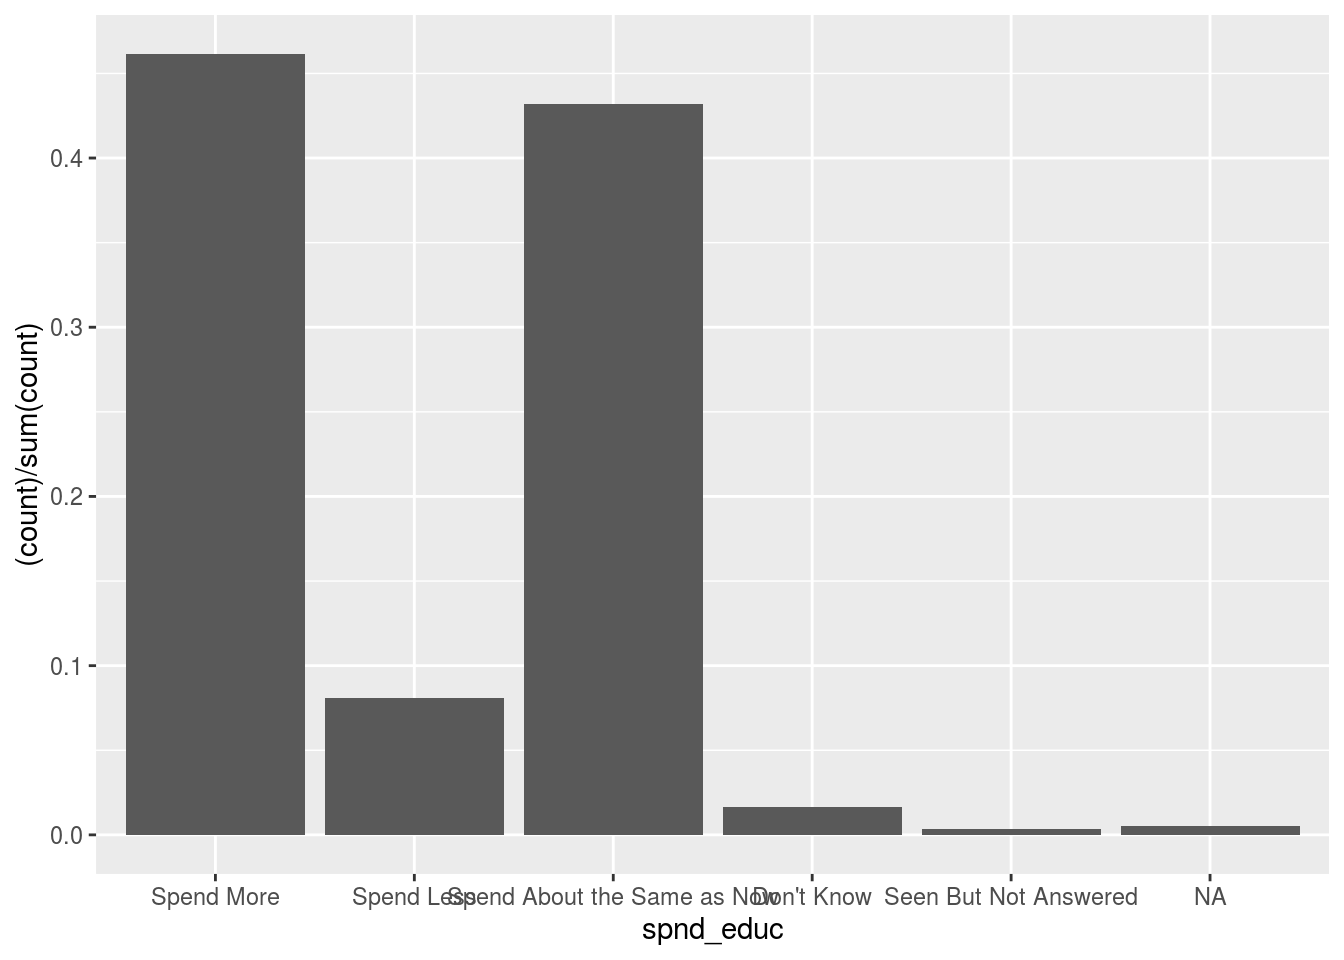 (count)/sum(count)
0.4
0.3
0.2
0.1
0.0
Spend More Spend Less Spend About the Same as Now Don't Know Seen But Not Answered NA
spnd_educ